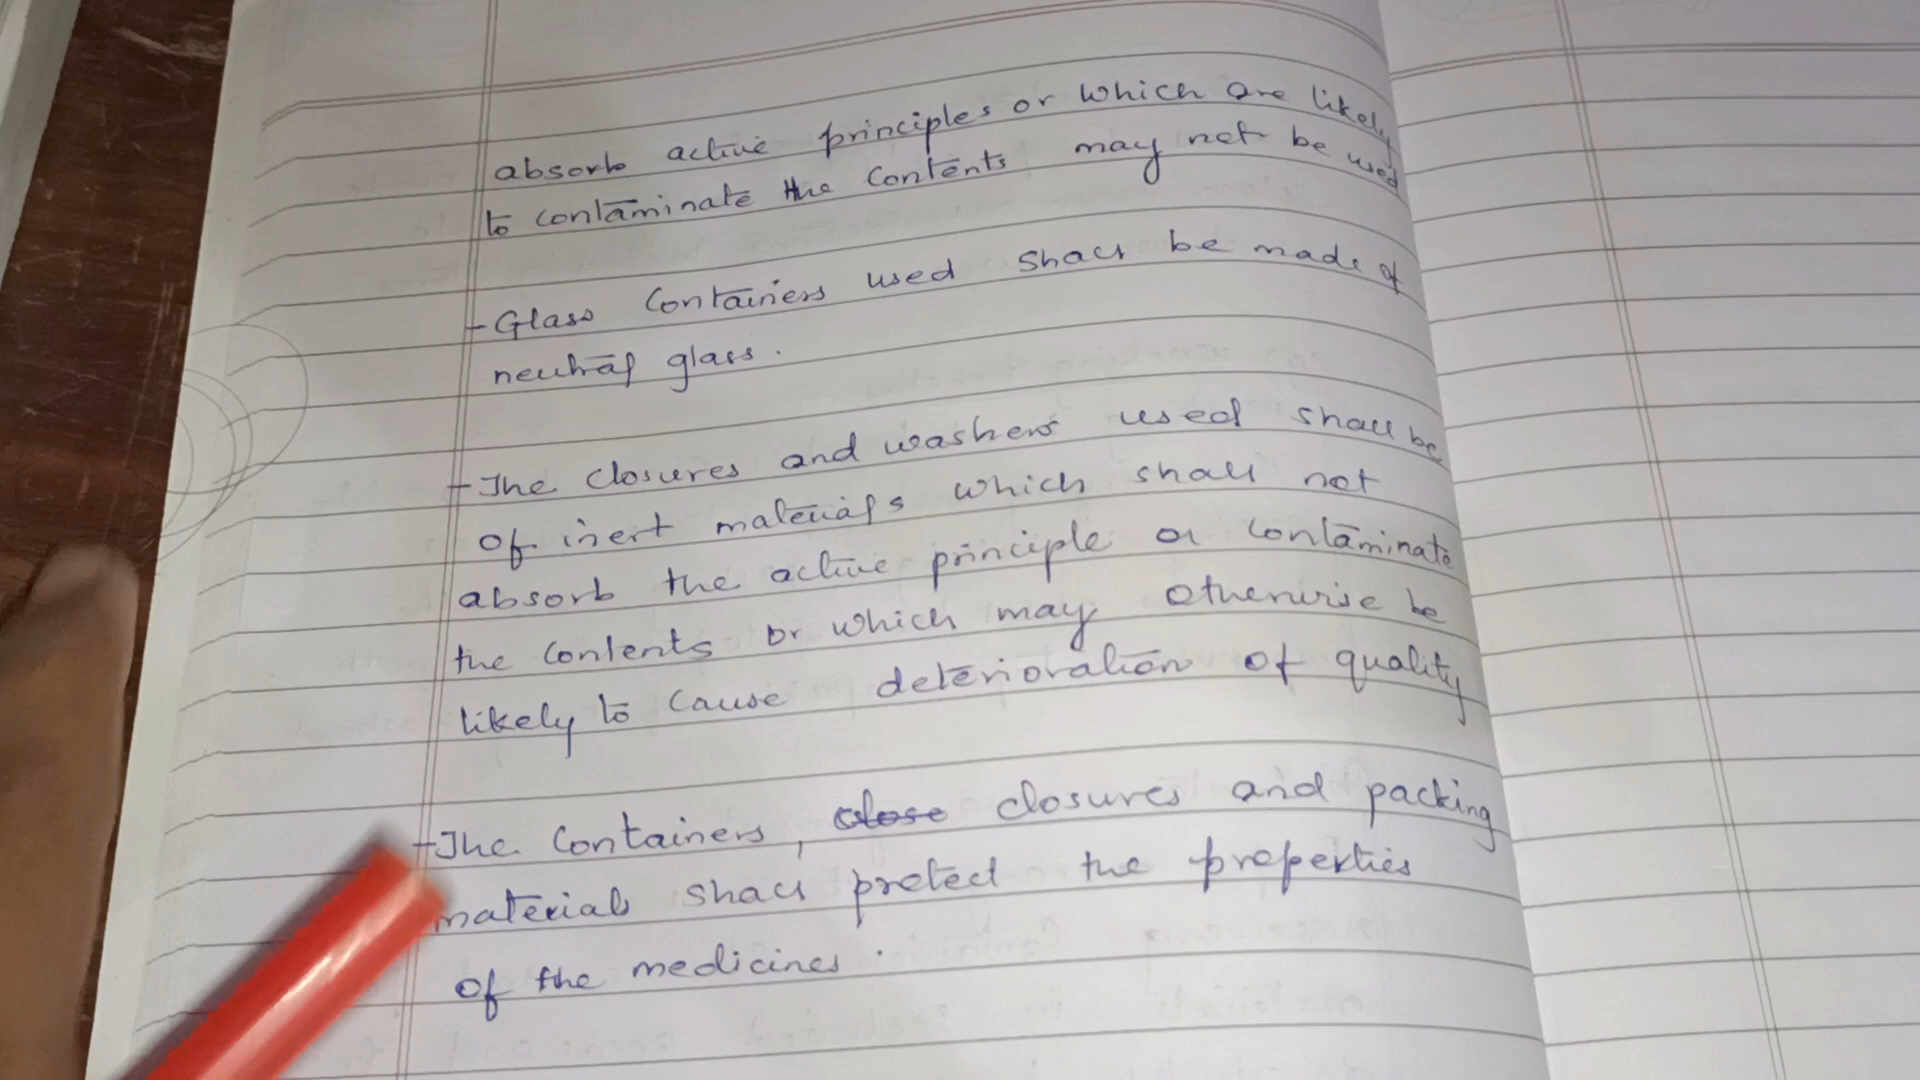 absorb active principles or which are likely
to contaminate the contents may not be used
- Glass Containers used shall be made of
neutral glass.
- The closures and washers used shall be
of inert materials which shall not
absorb the active principle or contaminate
the contents or which may otherwise be
likely to cause deterioration of quality
- The Containers, close closures and packing
materials shall protect the properties
of the medicines.